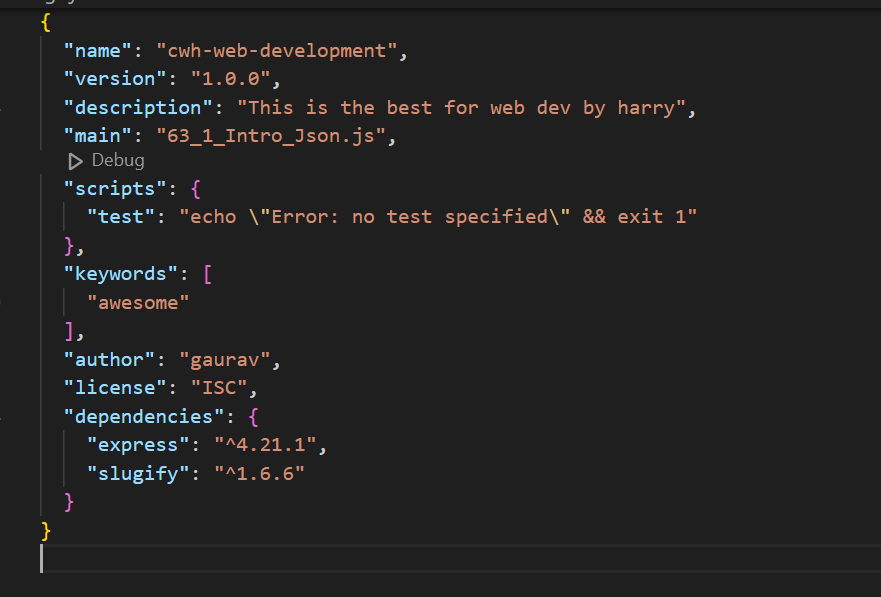 {
"name": "cwh-web-development",
"version": "1.0.0",
"description": "This is the best for web dev by harry",
"main": "63_1_Intro_Json.js",
Debug
"scripts": {
"test": "echo \"Error: no test specified\" && exit 1"
},
"keywords": [
"awesome"
],
"author": "gaurav",
"license": "ISC",
"dependencies": {
"express": "^4.21.1",
"slugify": "^1.6.6"
}
}